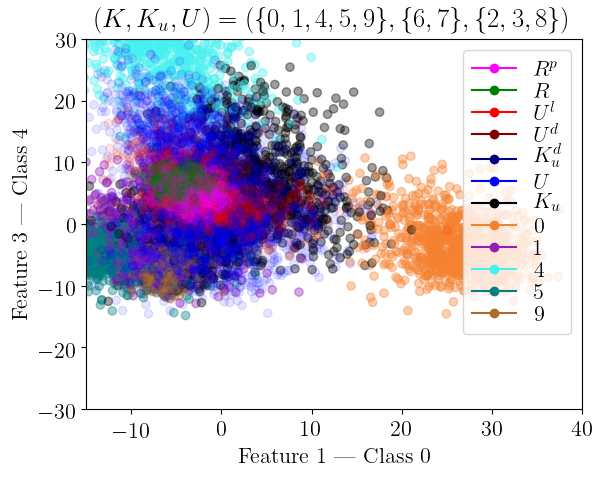 (K, K_u, U) = ({0, 1, 4, 5, 9}, {6, 7}, {2, 3, 8})
30
20
10
0
−10
−20
−30
Feature 3 — Class 4
R^p
R
U^l
U^d
K_u^d
U
K_u
0
1
4
5
9
−10
0
10
20
30
40
Feature 1 — Class 0